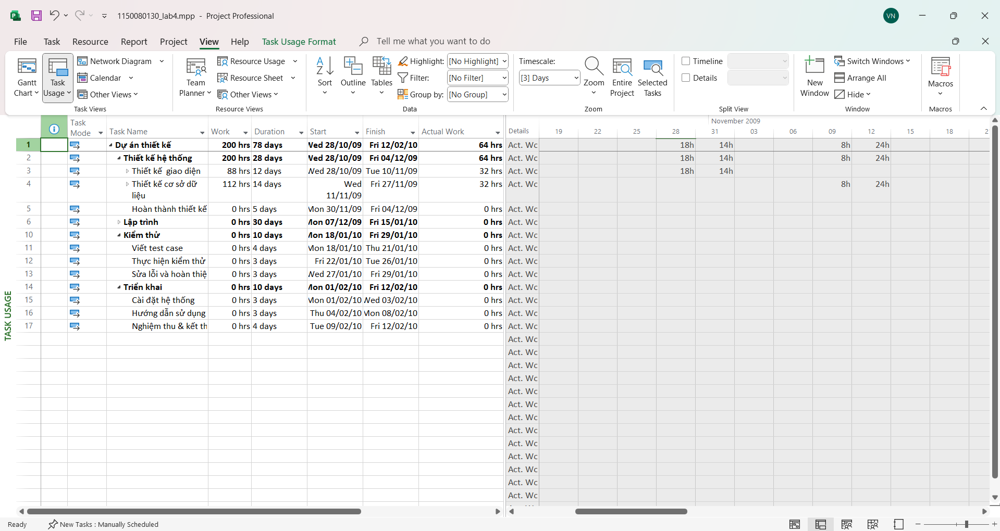 1150080130_lab4.mpp - Project Professional
VN
File Task Resource Report Project View Help Task Usage Format Tell me what you want to do
Gantt Chart
Task Usage
Network Diagram
Calendar
Other Views
Task Views
Team Planner
Resource Usage
Resource Sheet
Other Views
Resource Views
Sort
Outline
Tables
Highlight: [No Highlight]
Filter: [No Filter]
Group by: [No Group]
Data
Timescale:
[3] Days
Zoom
Entire Project
Selected Tasks
Zoom
Timeline
Details
Split View
New Window
Switch Windows
Arrange All
Hide
Window
Macros
Macros
Task Mode Task Name Work Duration Start Finish Actual Work Details November 2009
19 22 25 28 31 03 06 09 12 15 18
1 Dự án thiết kế 200 hrs 78 days Wed 28/10/09 Fri 12/02/10 64 hrs Act. Wc 18h 14h 8h 24h
2 Thiết kế hệ thống 200 hrs 28 days Wed 28/10/09 Fri 04/12/09 64 hrs Act. Wc 18h 14h 8h 24h
3 Thiết kế giao diện 88 hrs 12 days Wed 28/10/09 Tue 10/11/09 32 hrs Act. Wc 18h 14h
4 Thiết kế cơ sở dữ liệu 112 hrs 14 days Wed 11/11/09 Fri 27/11/09 32 hrs Act. Wc 8h 24h
5 Hoàn thành thiết kế 0 hrs 5 days Mon 30/11/09 Fri 04/12/09 0 hrs Act. Wc
6 Lập trình 0 hrs 30 days Mon 07/12/09 Fri 15/01/10 0 hrs Act. Wc
10 Kiểm thử 0 hrs 10 days Mon 18/01/10 Fri 29/01/10 0 hrs Act. Wc
11 Viết test case 0 hrs 4 days Mon 18/01/10 Thu 21/01/10 0 hrs Act. Wc
12 Thực hiện kiểm thử 0 hrs 3 days Fri 22/01/10 Tue 26/01/10 0 hrs Act. Wc
13 Sửa lỗi và hoàn thiệ 0 hrs 3 days Wed 27/01/10 Fri 29/01/10 0 hrs Act. Wc
14 Triển khai 0 hrs 10 days Mon 01/02/10 Fri 12/02/10 0 hrs Act. Wc
15 Cài đặt hệ thống 0 hrs 3 days Mon 01/02/10 Wed 03/02/10 0 hrs Act. Wc
16 Hướng dẫn sử dụng 0 hrs 3 days Thu 04/02/10 Mon 08/02/10 0 hrs Act. Wc
17 Nghiệm thu & kết th 0 hrs 4 days Tue 09/02/10 Fri 12/02/10 0 hrs Act. Wc
Act. Wc
Act. Wc
Act. Wc
Act. Wc
Act. Wc
Act. Wc
Act. Wc
Act. Wc
Act. Wc
Act. Wc
Act. Wc
Act. Wc
Act. Wc
TASK USAGE
Ready New Tasks : Manually Scheduled